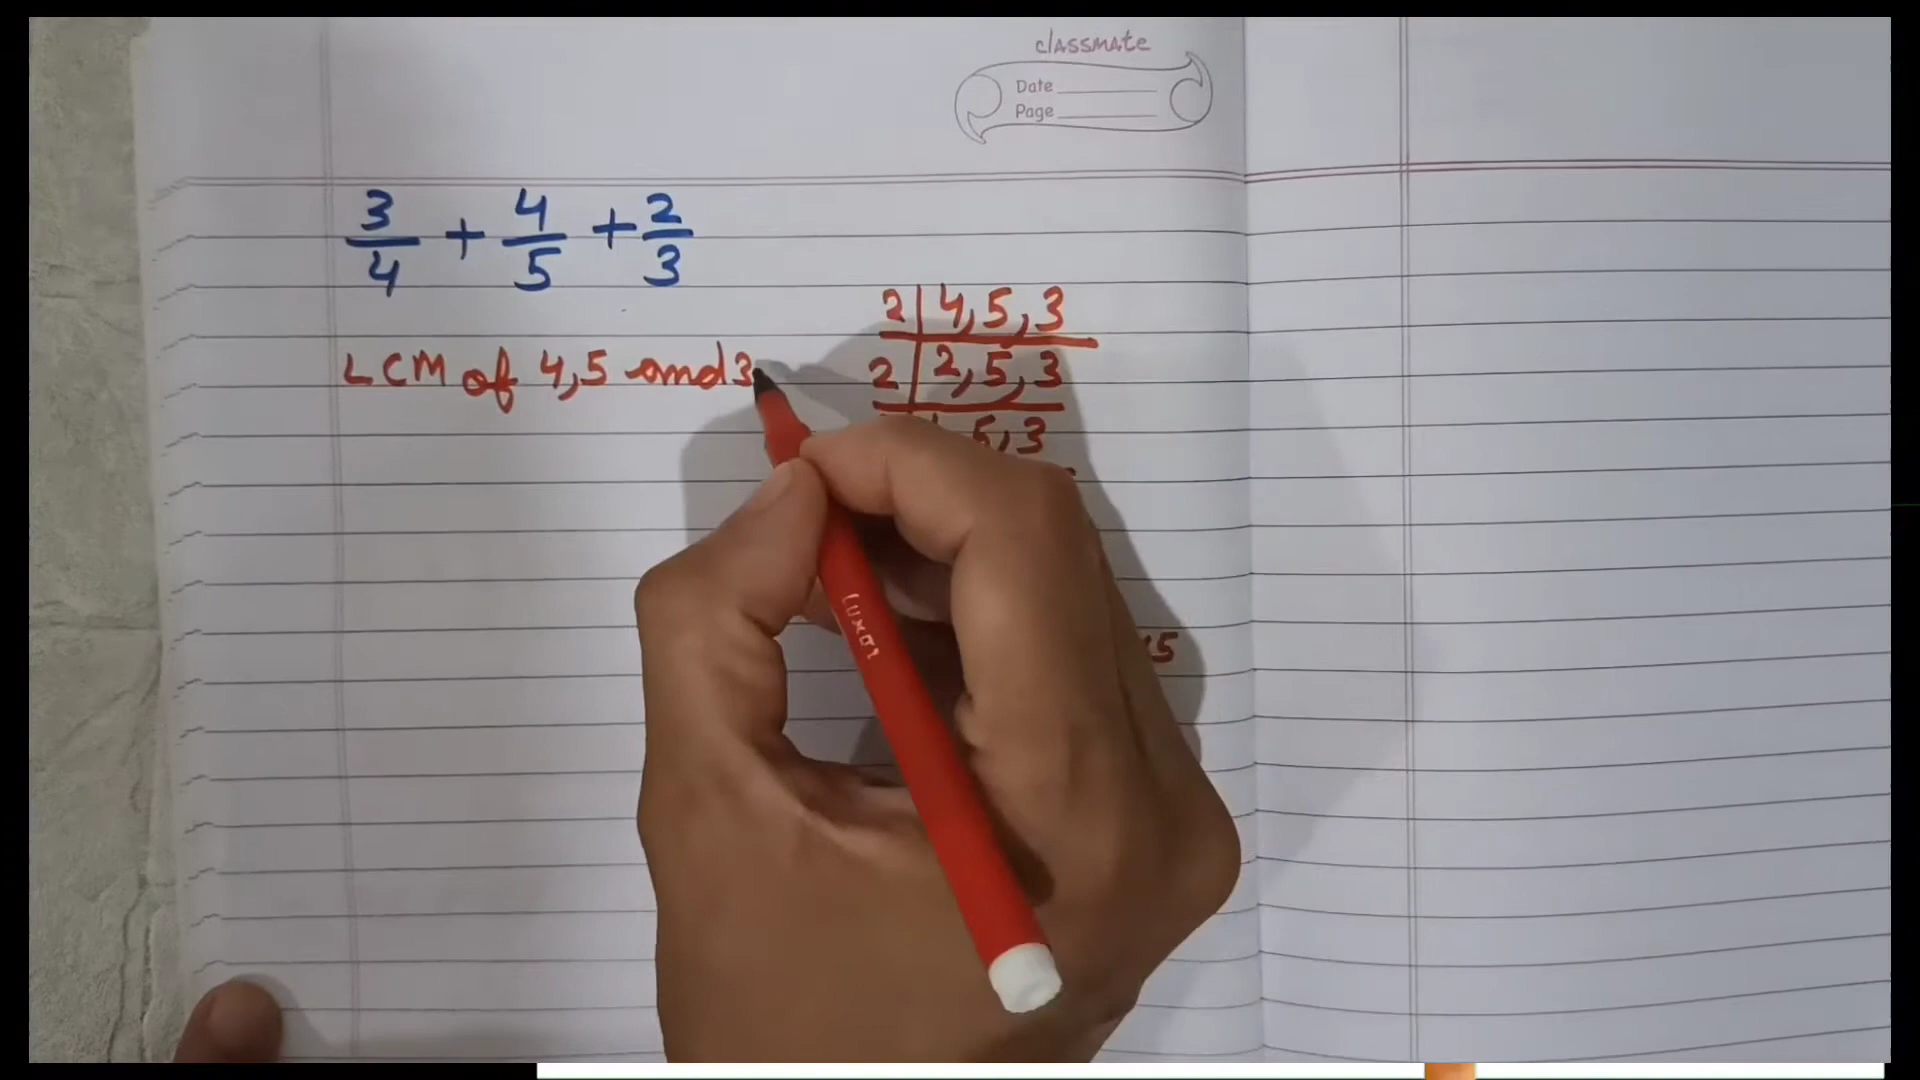 classmate
Date
Page
3/4 + 4/5 + 2/3
2 | 4,5,3
LCM of 4,5 and 3
2 | 2,5,3
5,3
5
Luxor